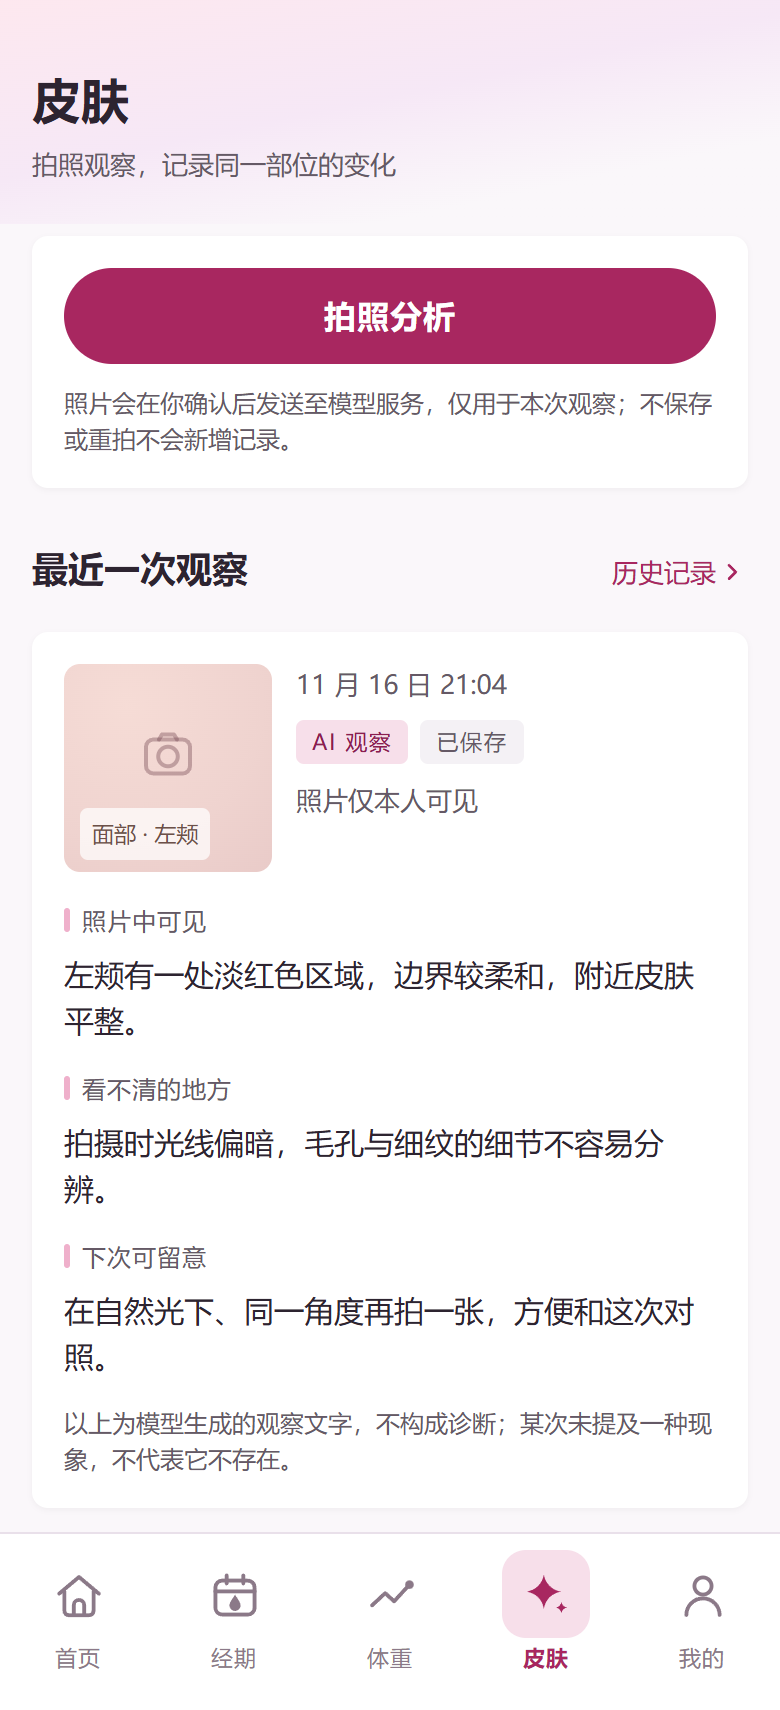 皮肤
拍照观察，记录同一部位的变化
拍照分析
照片会在你确认后发送至模型服务，仅用于本次观察；不保存
或重拍不会新增记录。
最近一次观察
历史记录
11 月 16 日 21:04
AI 观察
已保存
照片仅本人可见
面部 · 左颊
照片中可见
左颊有一处淡红色区域，边界较柔和，附近皮肤
平整。
看不清的地方
拍摄时光线偏暗，毛孔与细纹的细节不容易分
辨。
下次可留意
在自然光下、同一角度再拍一张，方便和这次对
照。
以上为模型生成的观察文字，不构成诊断；某次未提及一种现
象，不代表它不存在。
首页
经期
体重
皮肤
我的